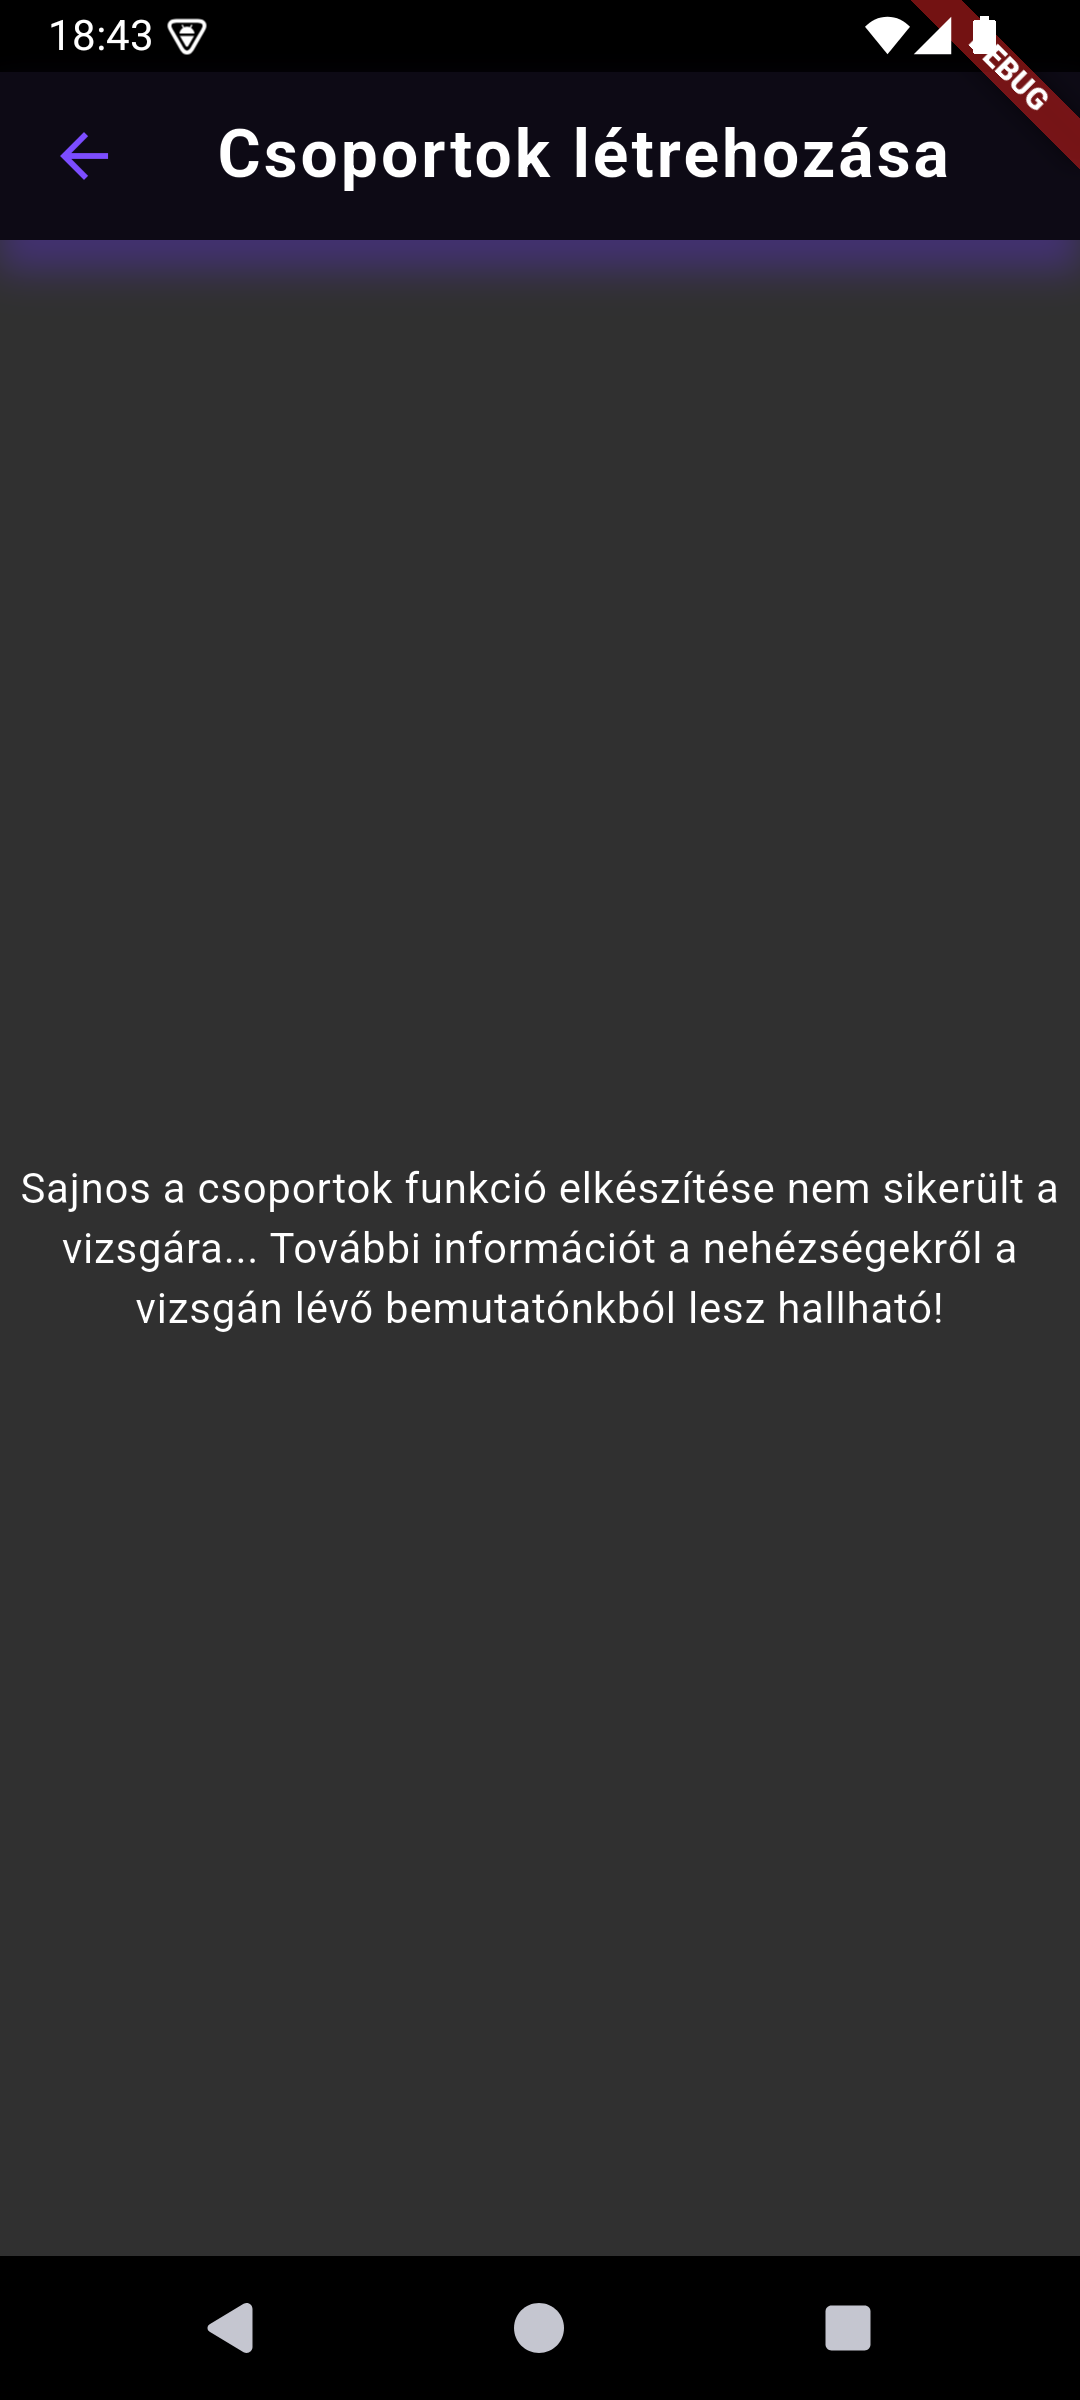 18:43
Csoportok létrehozása
Sajnos a csoportok funkció elkészítése nem sikerült a
vizsgára... További információt a nehézségekről a
vizsgán lévő bemutatónkból lesz hallható!